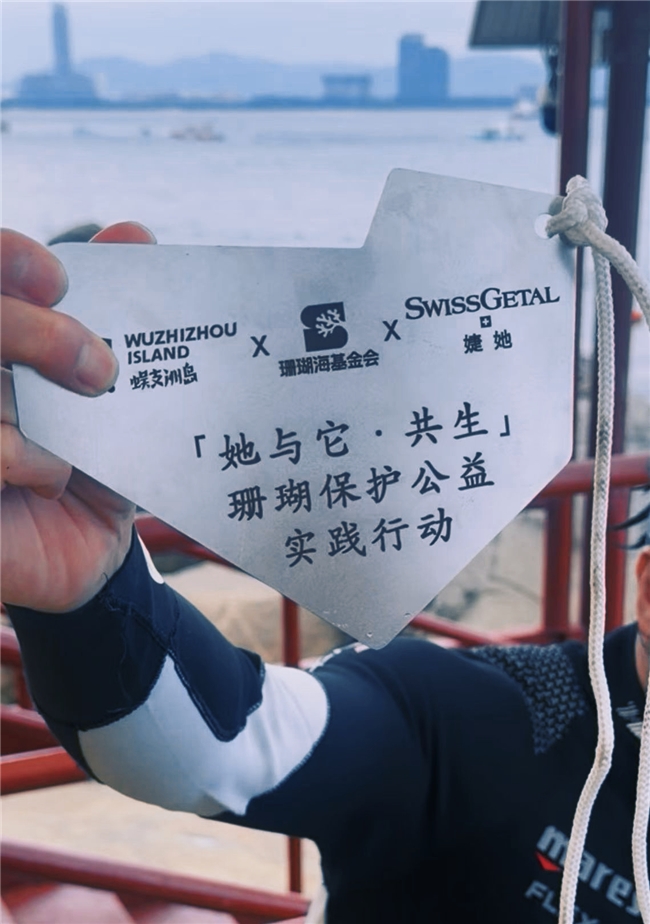 WUZHIZHOU
ISLAND
蜈支洲岛
X
珊瑚海基金会
X
SWISSGETAL
婕她
「她与它·共生」
珊瑚保护公益
实践行动
mares